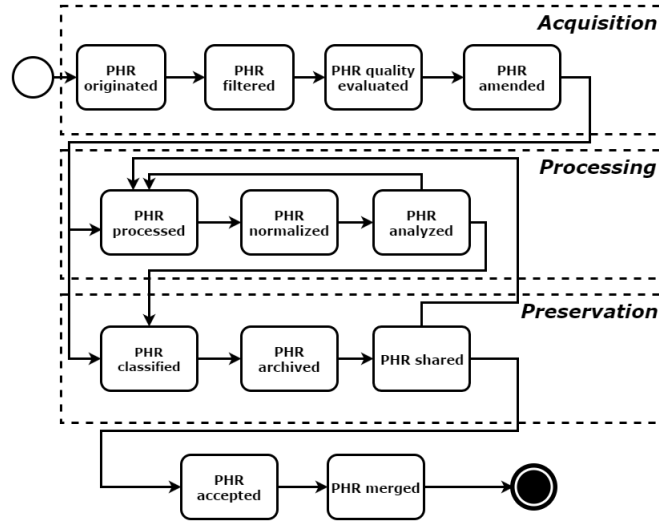 Acquisition
PHR
originated
PHR
filtered
PHR quality
evaluated
PHR
amended
Processing
PHR
processed
PHR
normalized
PHR
analyzed
Preservation
PHR
classified
PHR
archived
PHR shared
PHR
accepted
PHR merged